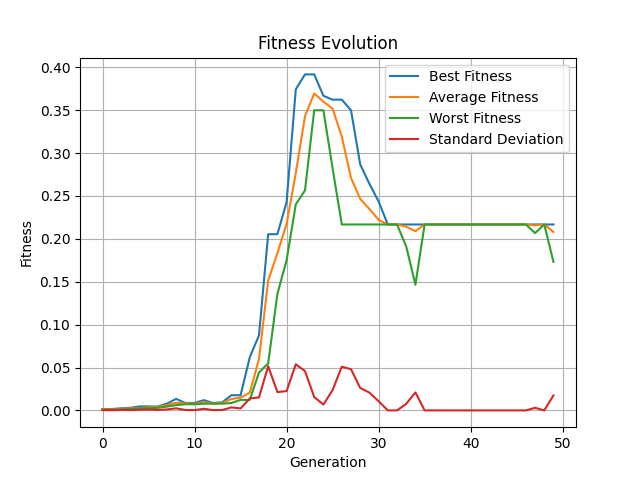 Fitness Evolution
Best Fitness
Average Fitness
Worst Fitness
Standard Deviation
0.40
0.35
0.30
0.25
0.20
0.15
0.10
0.05
0.00
Fitness
0 10 20 30 40 50
Generation